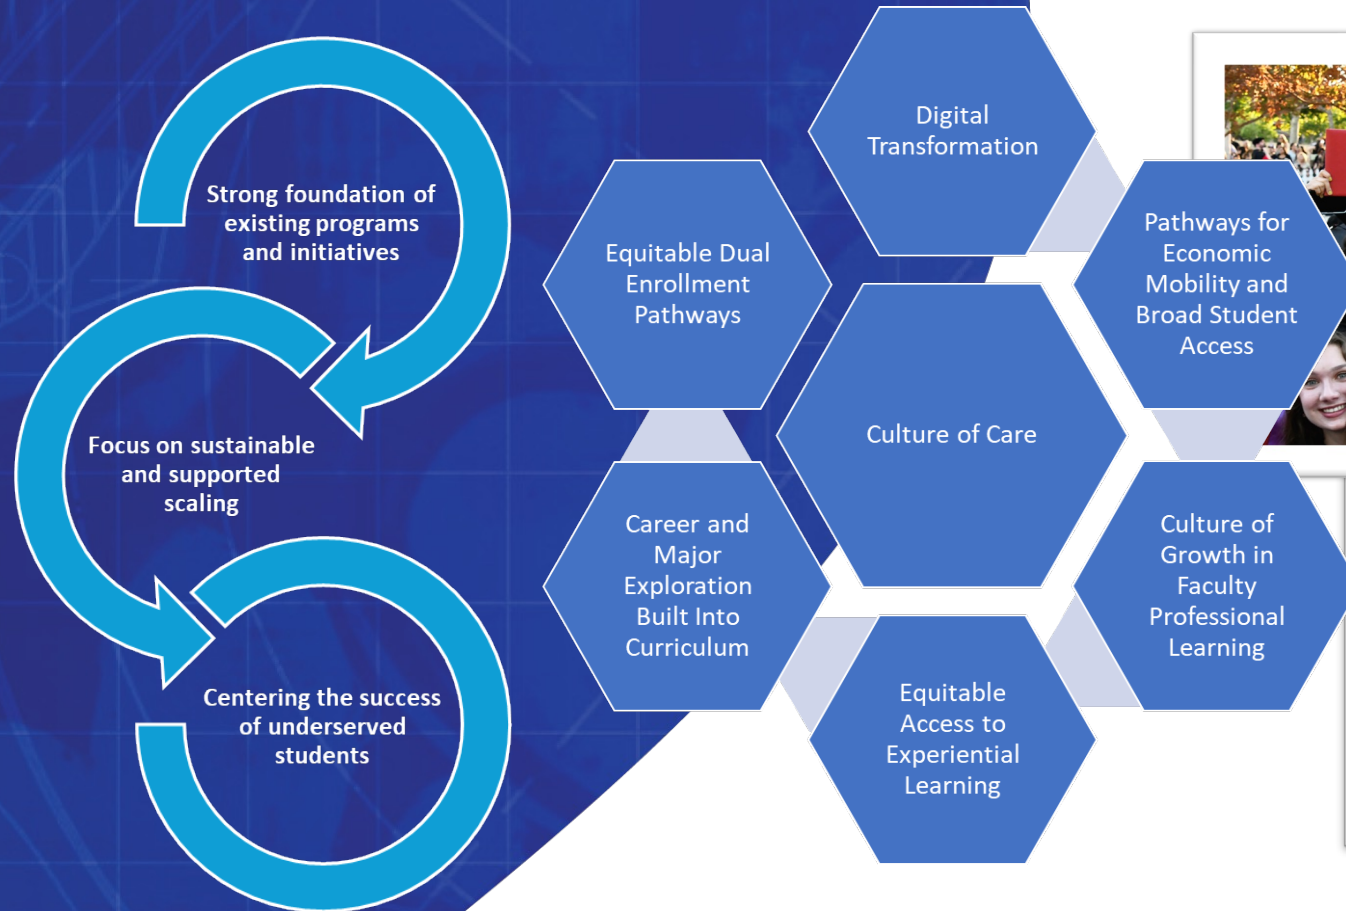 Strong foundation of
existing programs
and initiatives
Focus on sustainable
and supported
scaling
Centering the success
of underserved
students
Digital
Transformation
Equitable Dual
Enrollment
Pathways
Pathways for
Economic
Mobility and
Broad Student
Access
Culture of Care
Career and
Major
Exploration
Built Into
Curriculum
Culture of
Growth in
Faculty
Professional
Learning
Equitable
Access to
Experiential
Learning